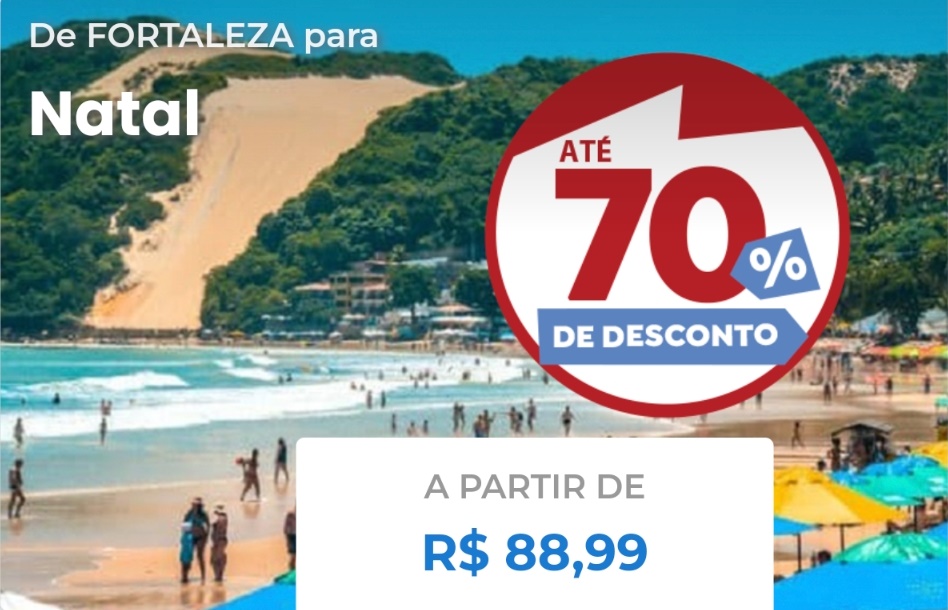 De FORTALEZA para
Natal
ATÉ
70%
DE DESCONTO
A PARTIR DE
R$ 88,99